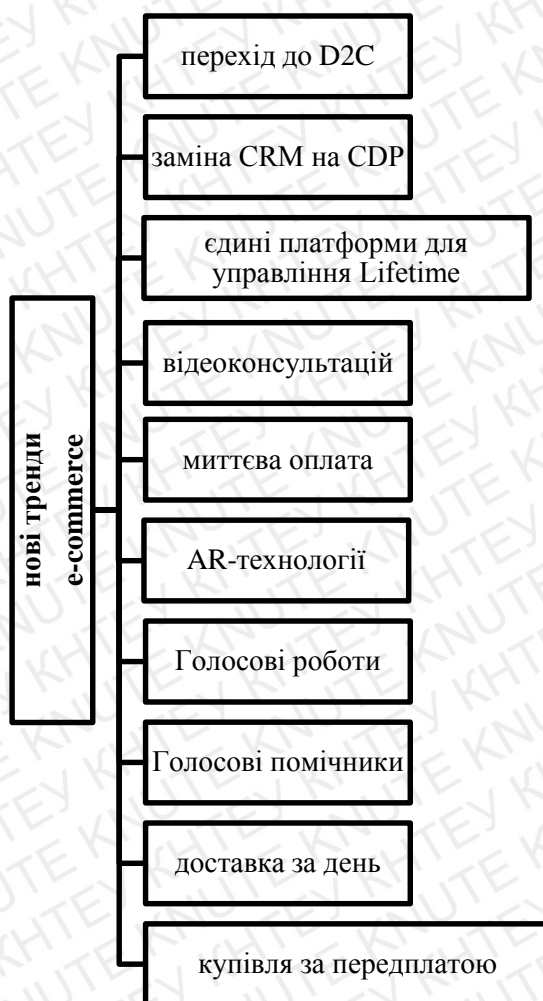 перехід до D2C
заміна CRM на CDP
єдині платформи для
управління Lifetime
відеоконсультацій
миттєва оплата
AR-технології
Голосові роботи
Голосові помічники
доставка за день
купівля за передплатою
нові тренди
e-commerce